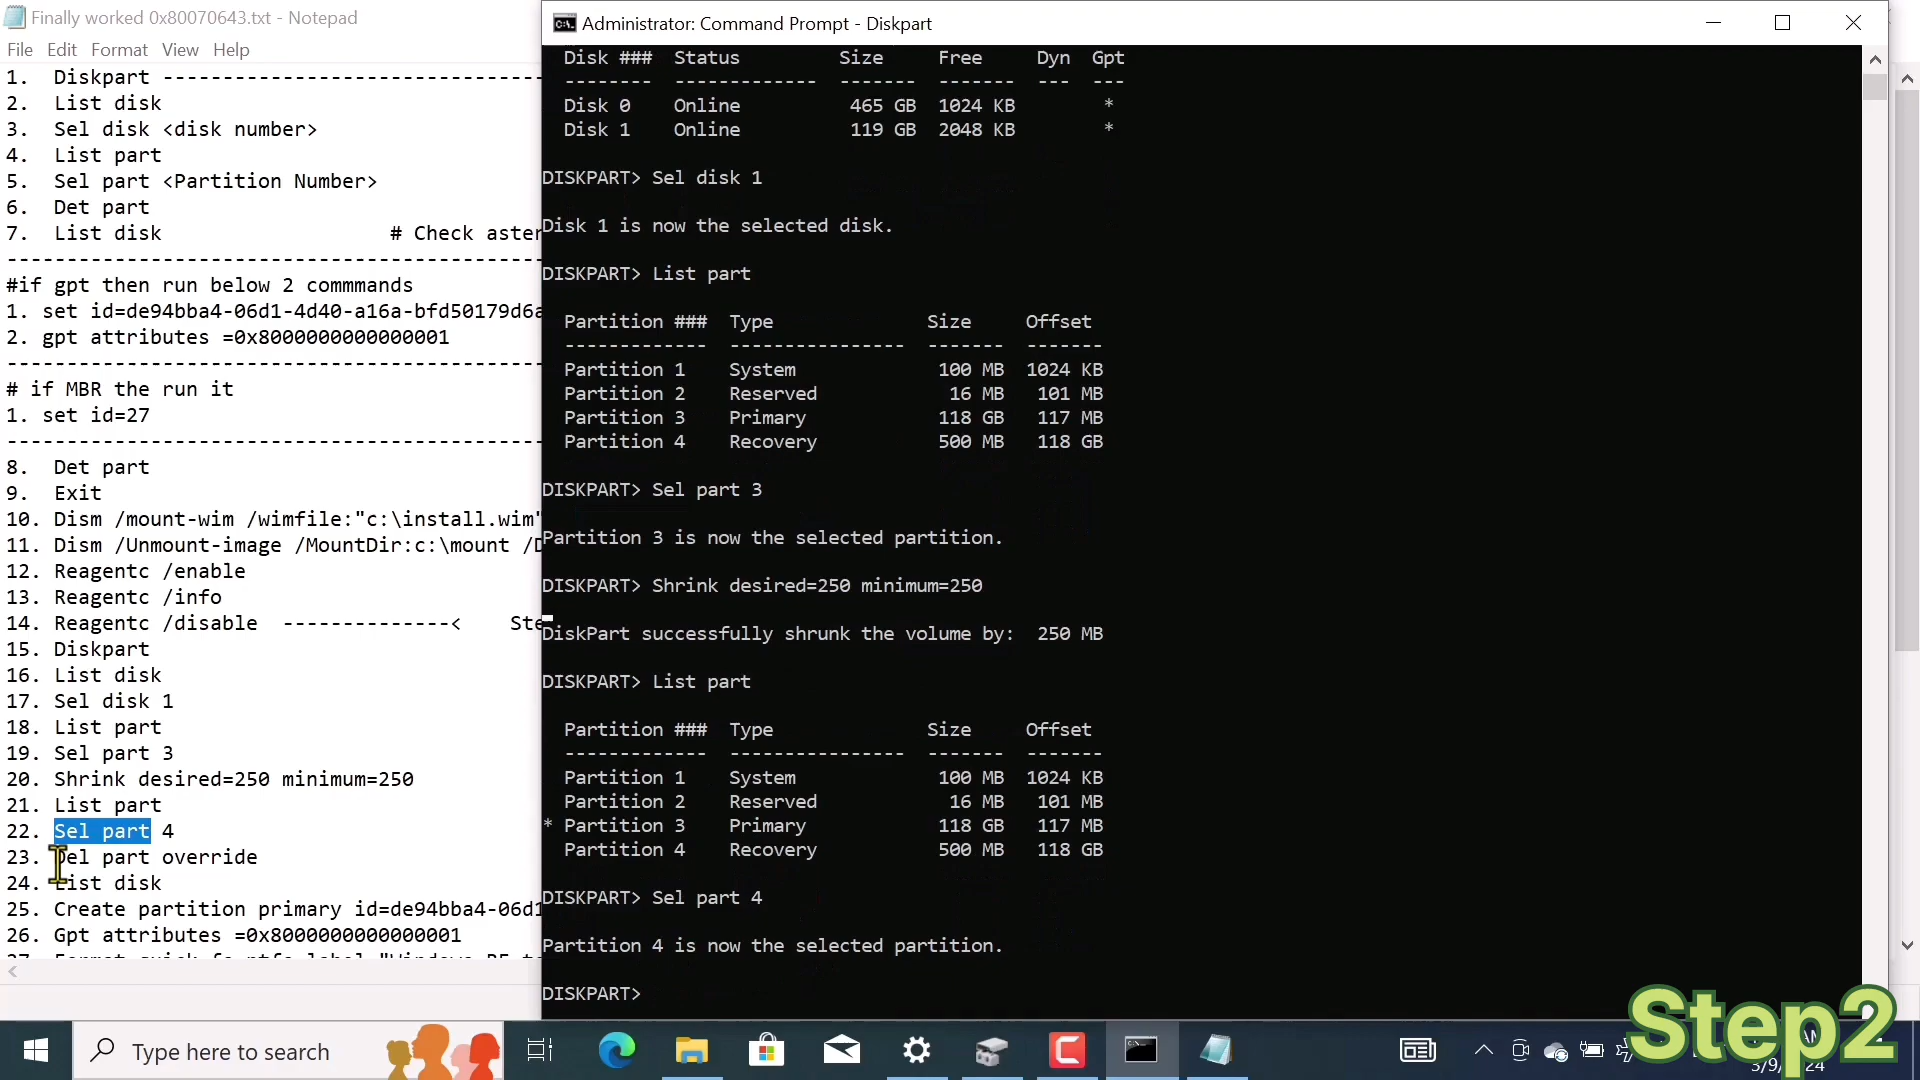 Finally worked 0x80070643.txt - Notepad
File Edit Format View Help
1. Diskpart ---------------------------------
2. List disk
3. Sel disk <disk number>
4. List part
5. Sel part <Partition Number>
6. Det part
7. List disk # Check aster
---------------------------------------------
#if gpt then run below 2 commmands
1. set id=de94bba4-06d1-4d40-a16a-bfd50179d6a
2. gpt attributes =0x8000000000000001
---------------------------------------------
# if MBR the run it
1. set id=27
---------------------------------------------
8. Det part
9. Exit
10. Dism /mount-wim /wimfile:"c:\install.wim"
11. Dism /Unmount-image /MountDir:c:\mount /D
12. Reagentc /enable
13. Reagentc /info
14. Reagentc /disable --------------< Ste
15. Diskpart
16. List disk
17. Sel disk 1
18. List part
19. Sel part 3
20. Shrink desired=250 minimum=250
21. List part
22. Sel part 4
23. Del part override
24. List disk
25. Create partition primary id=de94bba4-06d1
26. Gpt attributes =0x8000000000000001
Administrator: Command Prompt - Diskpart
Disk ### Status Size Free Dyn Gpt
-------- ------------- ------- ------- --- ---
Disk 0 Online 465 GB 1024 KB *
Disk 1 Online 119 GB 2048 KB *
DISKPART> Sel disk 1
Disk 1 is now the selected disk.
DISKPART> List part
Partition ### Type Size Offset
------------- ---------------- ------- -------
Partition 1 System 100 MB 1024 KB
Partition 2 Reserved 16 MB 101 MB
Partition 3 Primary 118 GB 117 MB
Partition 4 Recovery 500 MB 118 GB
DISKPART> Sel part 3
Partition 3 is now the selected partition.
DISKPART> Shrink desired=250 minimum=250
DiskPart successfully shrunk the volume by: 250 MB
DISKPART> List part
Partition ### Type Size Offset
------------- ---------------- ------- -------
Partition 1 System 100 MB 1024 KB
Partition 2 Reserved 16 MB 101 MB
* Partition 3 Primary 118 GB 117 MB
Partition 4 Recovery 500 MB 118 GB
DISKPART> Sel part 4
Partition 4 is now the selected partition.
DISKPART>
Type here to search
Step2